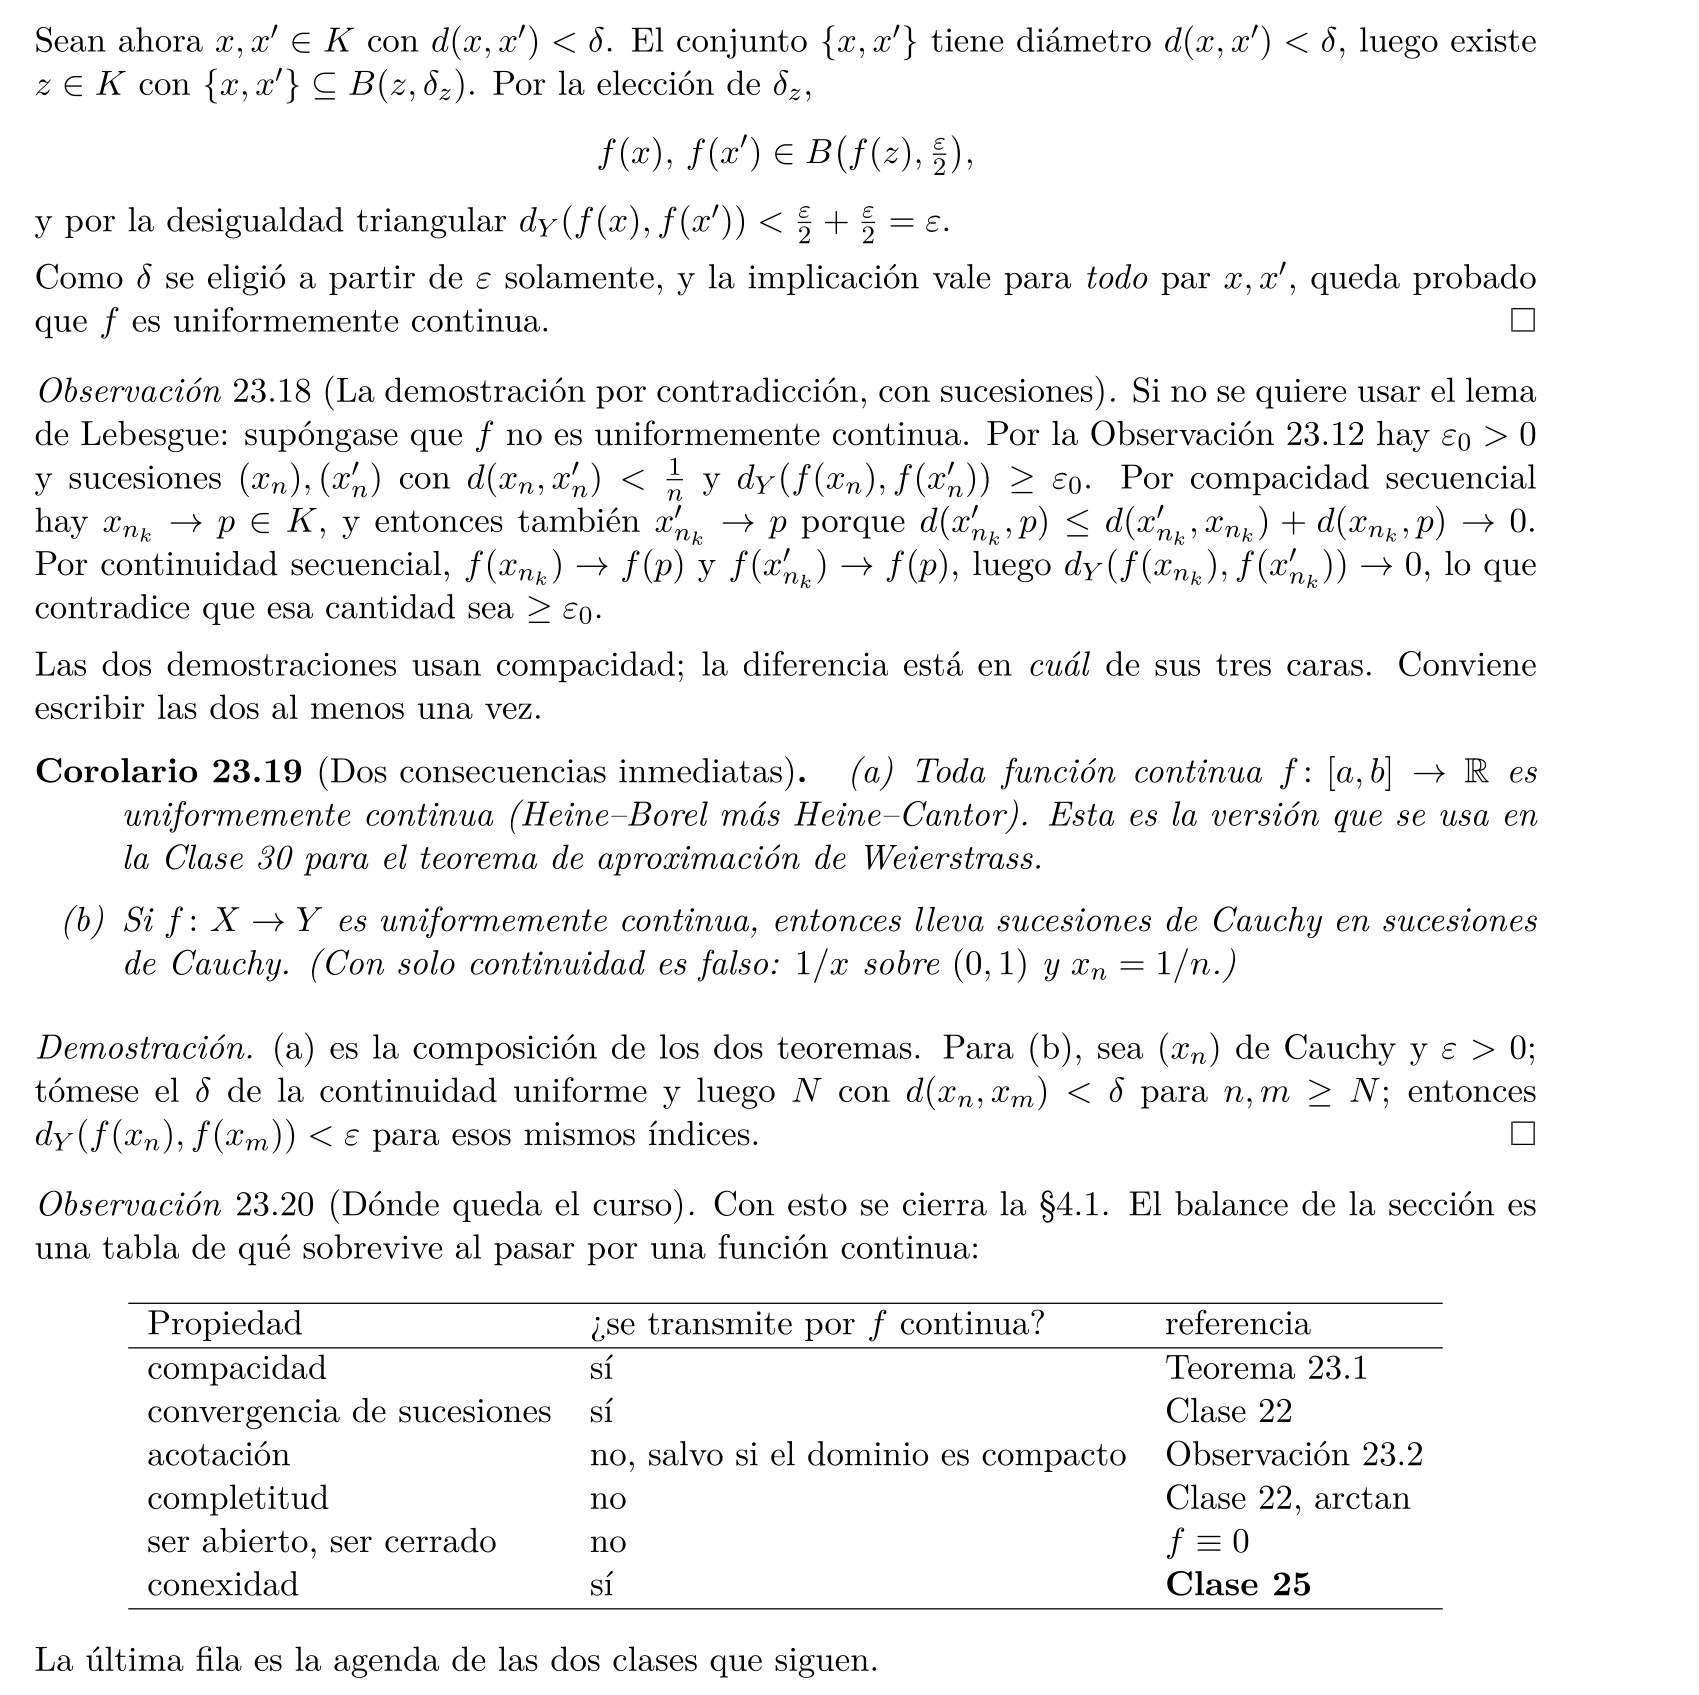 Sean ahora x, x′ ∈ K con d(x, x′) < δ. El conjunto {x, x′} tiene diámetro d(x, x′) < δ, luego existe
z ∈ K con {x, x′} ⊆ B(z, δ_z). Por la elección de δ_z,
f(x), f(x′) ∈ B(f(z), ε/2),
y por la desigualdad triangular d_Y(f(x), f(x′)) < ε/2 + ε/2 = ε.
Como δ se eligió a partir de ε solamente, y la implicación vale para todo par x, x′, queda probado
que f es uniformemente continua. □
Observación 23.18 (La demostración por contradicción, con sucesiones). Si no se quiere usar el lema
de Lebesgue: supóngase que f no es uniformemente continua. Por la Observación 23.12 hay ε₀ > 0
y sucesiones (x_n), (x′_n) con d(x_n, x′_n) < 1/n y d_Y(f(x_n), f(x′_n)) ≥ ε₀. Por compacidad secuencial
hay x_{n_k} → p ∈ K, y entonces también x′_{n_k} → p porque d(x′_{n_k}, p) ≤ d(x′_{n_k}, x_{n_k}) + d(x_{n_k}, p) → 0.
Por continuidad secuencial, f(x_{n_k}) → f(p) y f(x′_{n_k}) → f(p), luego d_Y(f(x_{n_k}), f(x′_{n_k})) → 0, lo que
contradice que esa cantidad sea ≥ ε₀.
Las dos demostraciones usan compacidad; la diferencia está en cuál de sus tres caras. Conviene
escribir las dos al menos una vez.
Corolario 23.19 (Dos consecuencias inmediatas). (a) Toda función continua f : [a, b] → ℝ es
uniformemente continua (Heine–Borel más Heine–Cantor). Esta es la versión que se usa en
la Clase 30 para el teorema de aproximación de Weierstrass.
(b) Si f : X → Y es uniformemente continua, entonces lleva sucesiones de Cauchy en sucesiones
de Cauchy. (Con solo continuidad es falso: 1/x sobre (0, 1) y x_n = 1/n.)
Demostración. (a) es la composición de los dos teoremas. Para (b), sea (x_n) de Cauchy y ε > 0;
tómese el δ de la continuidad uniforme y luego N con d(x_n, x_m) < δ para n, m ≥ N; entonces
d_Y(f(x_n), f(x_m)) < ε para esos mismos índices. □
Observación 23.20 (Dónde queda el curso). Con esto se cierra la §4.1. El balance de la sección es
una tabla de qué sobrevive al pasar por una función continua:
Propiedad ¿se transmite por f continua? referencia
compacidad sí Teorema 23.1
convergencia de sucesiones sí Clase 22
acotación no, salvo si el dominio es compacto Observación 23.2
completitud no Clase 22, arctan
ser abierto, ser cerrado no f ≡ 0
conexidad sí Clase 25
La última fila es la agenda de las dos clases que siguen.